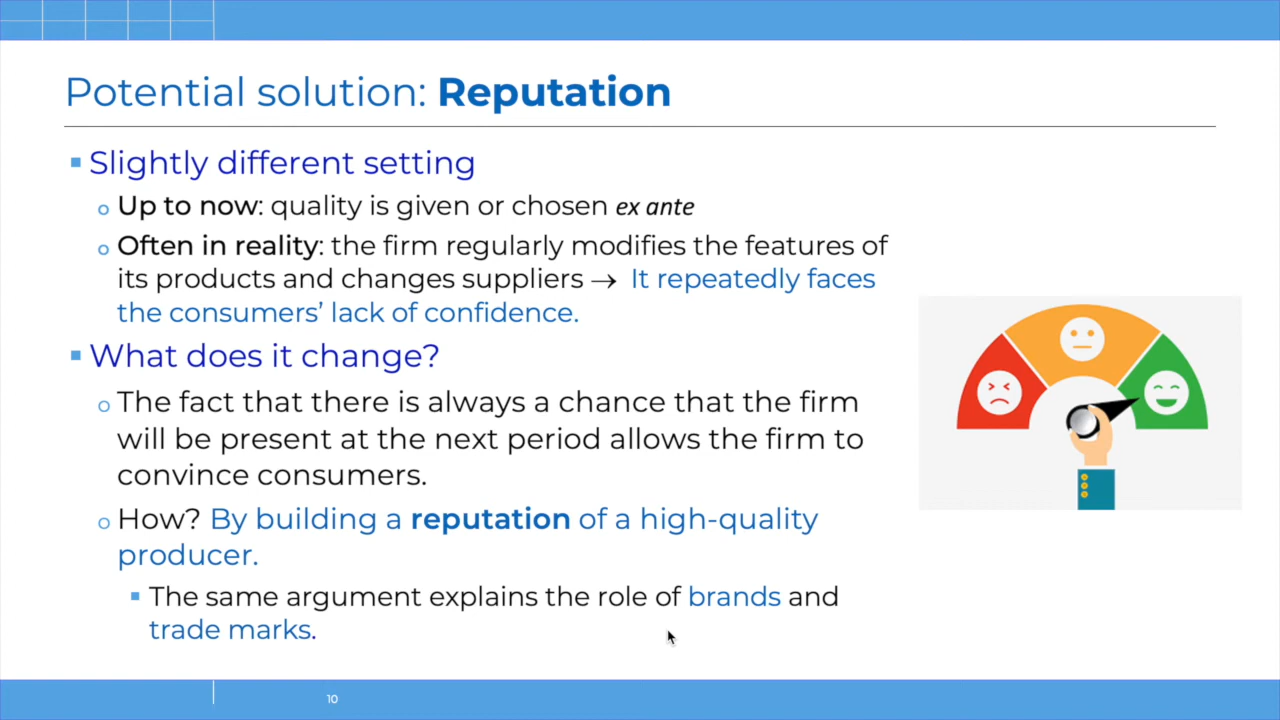 Potential solution: Reputation
▪ Slightly different setting
o Up to now: quality is given or chosen ex ante
o Often in reality: the firm regularly modifies the features of
its products and changes suppliers → It repeatedly faces
the consumers’ lack of confidence.
▪ What does it change?
o The fact that there is always a chance that the firm
will be present at the next period allows the firm to
convince consumers.
o How? By building a reputation of a high-quality
producer.
▪ The same argument explains the role of brands and
trade marks.
10